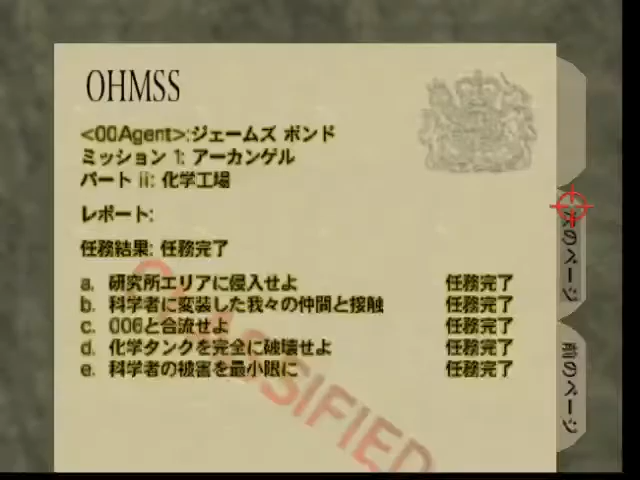 OHMSS
<00Agent>:ジェームズ ボンド
ミッション 1: アーカンゲル
パート ii: 化学工場
レポート:
任務結果: 任務完了
a. 研究所エリアに侵入せよ 任務完了
b. 科学者に変装した我々の仲間と接触 任務完了
c. 006と合流せよ 任務完了
d. 化学タンクを完全に破壊せよ 任務完了
e. 科学者の被害を最小限に 任務完了
CLASSIFIED
次のページ
前のページ